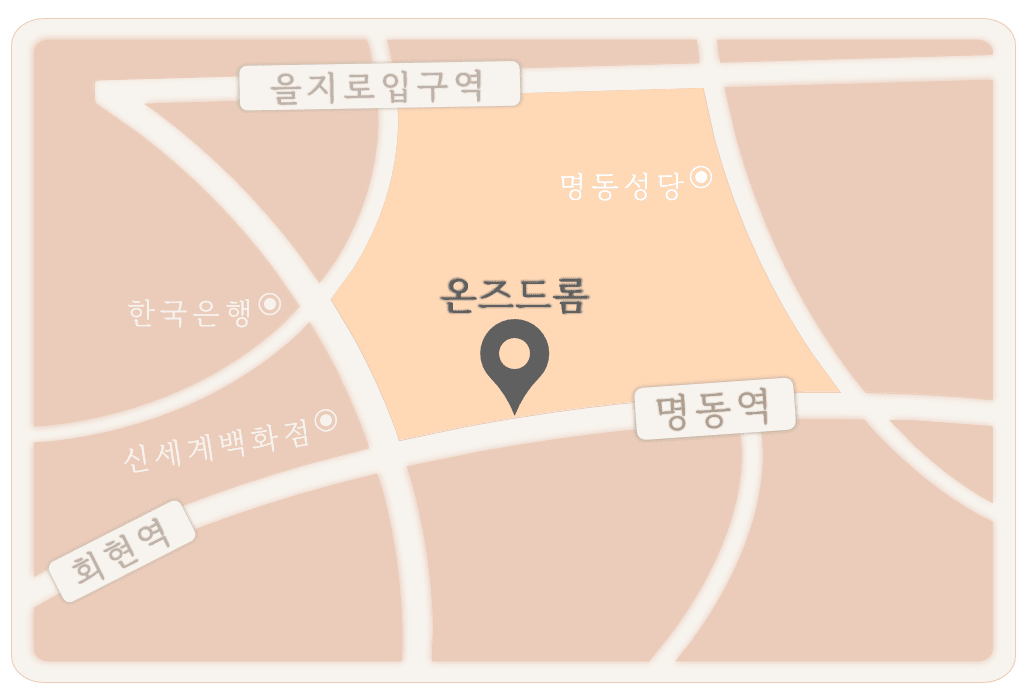 을지로입구역
명동성당
온즈드롬
한국은행
명동역
신세계백화점
회현역